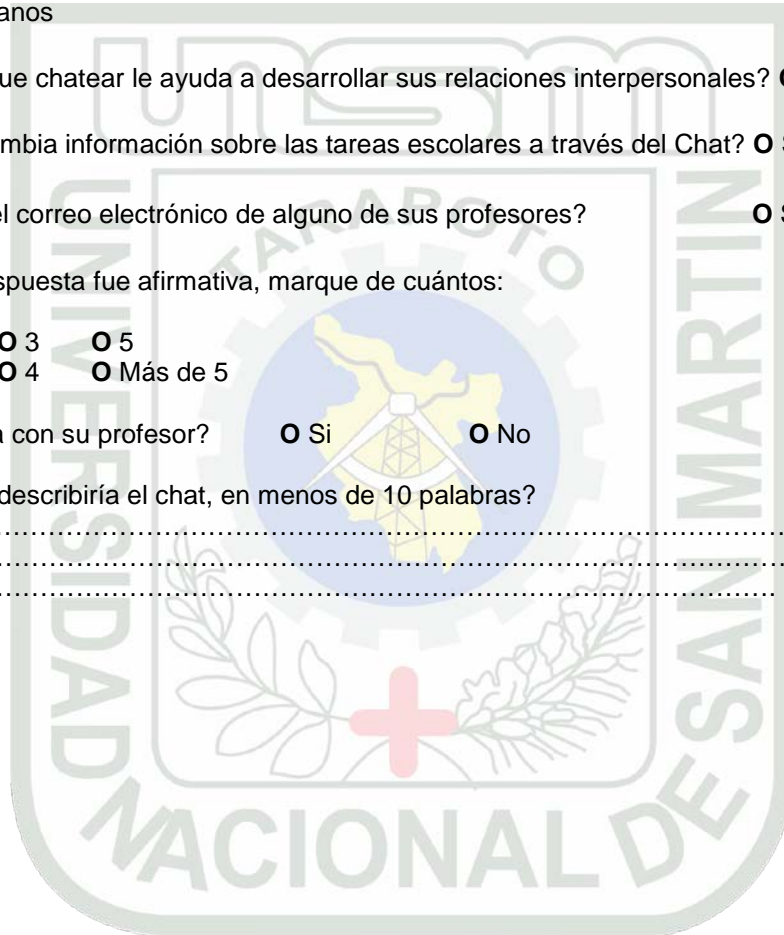 anos
ue chatear le ayuda a desarrollar sus relaciones interpersonales? O
mbia información sobre las tareas escolares a través del Chat? O S
el correo electrónico de alguno de sus profesores? O S
spuesta fue afirmativa, marque de cuántos:
O 3 O 5
O 4 O Más de 5
a con su profesor? O Si O No
describiría el chat, en menos de 10 palabras?
unsm
TARAPOTO
UNIVERSIDAD NACIONAL DE SAN MARTIN